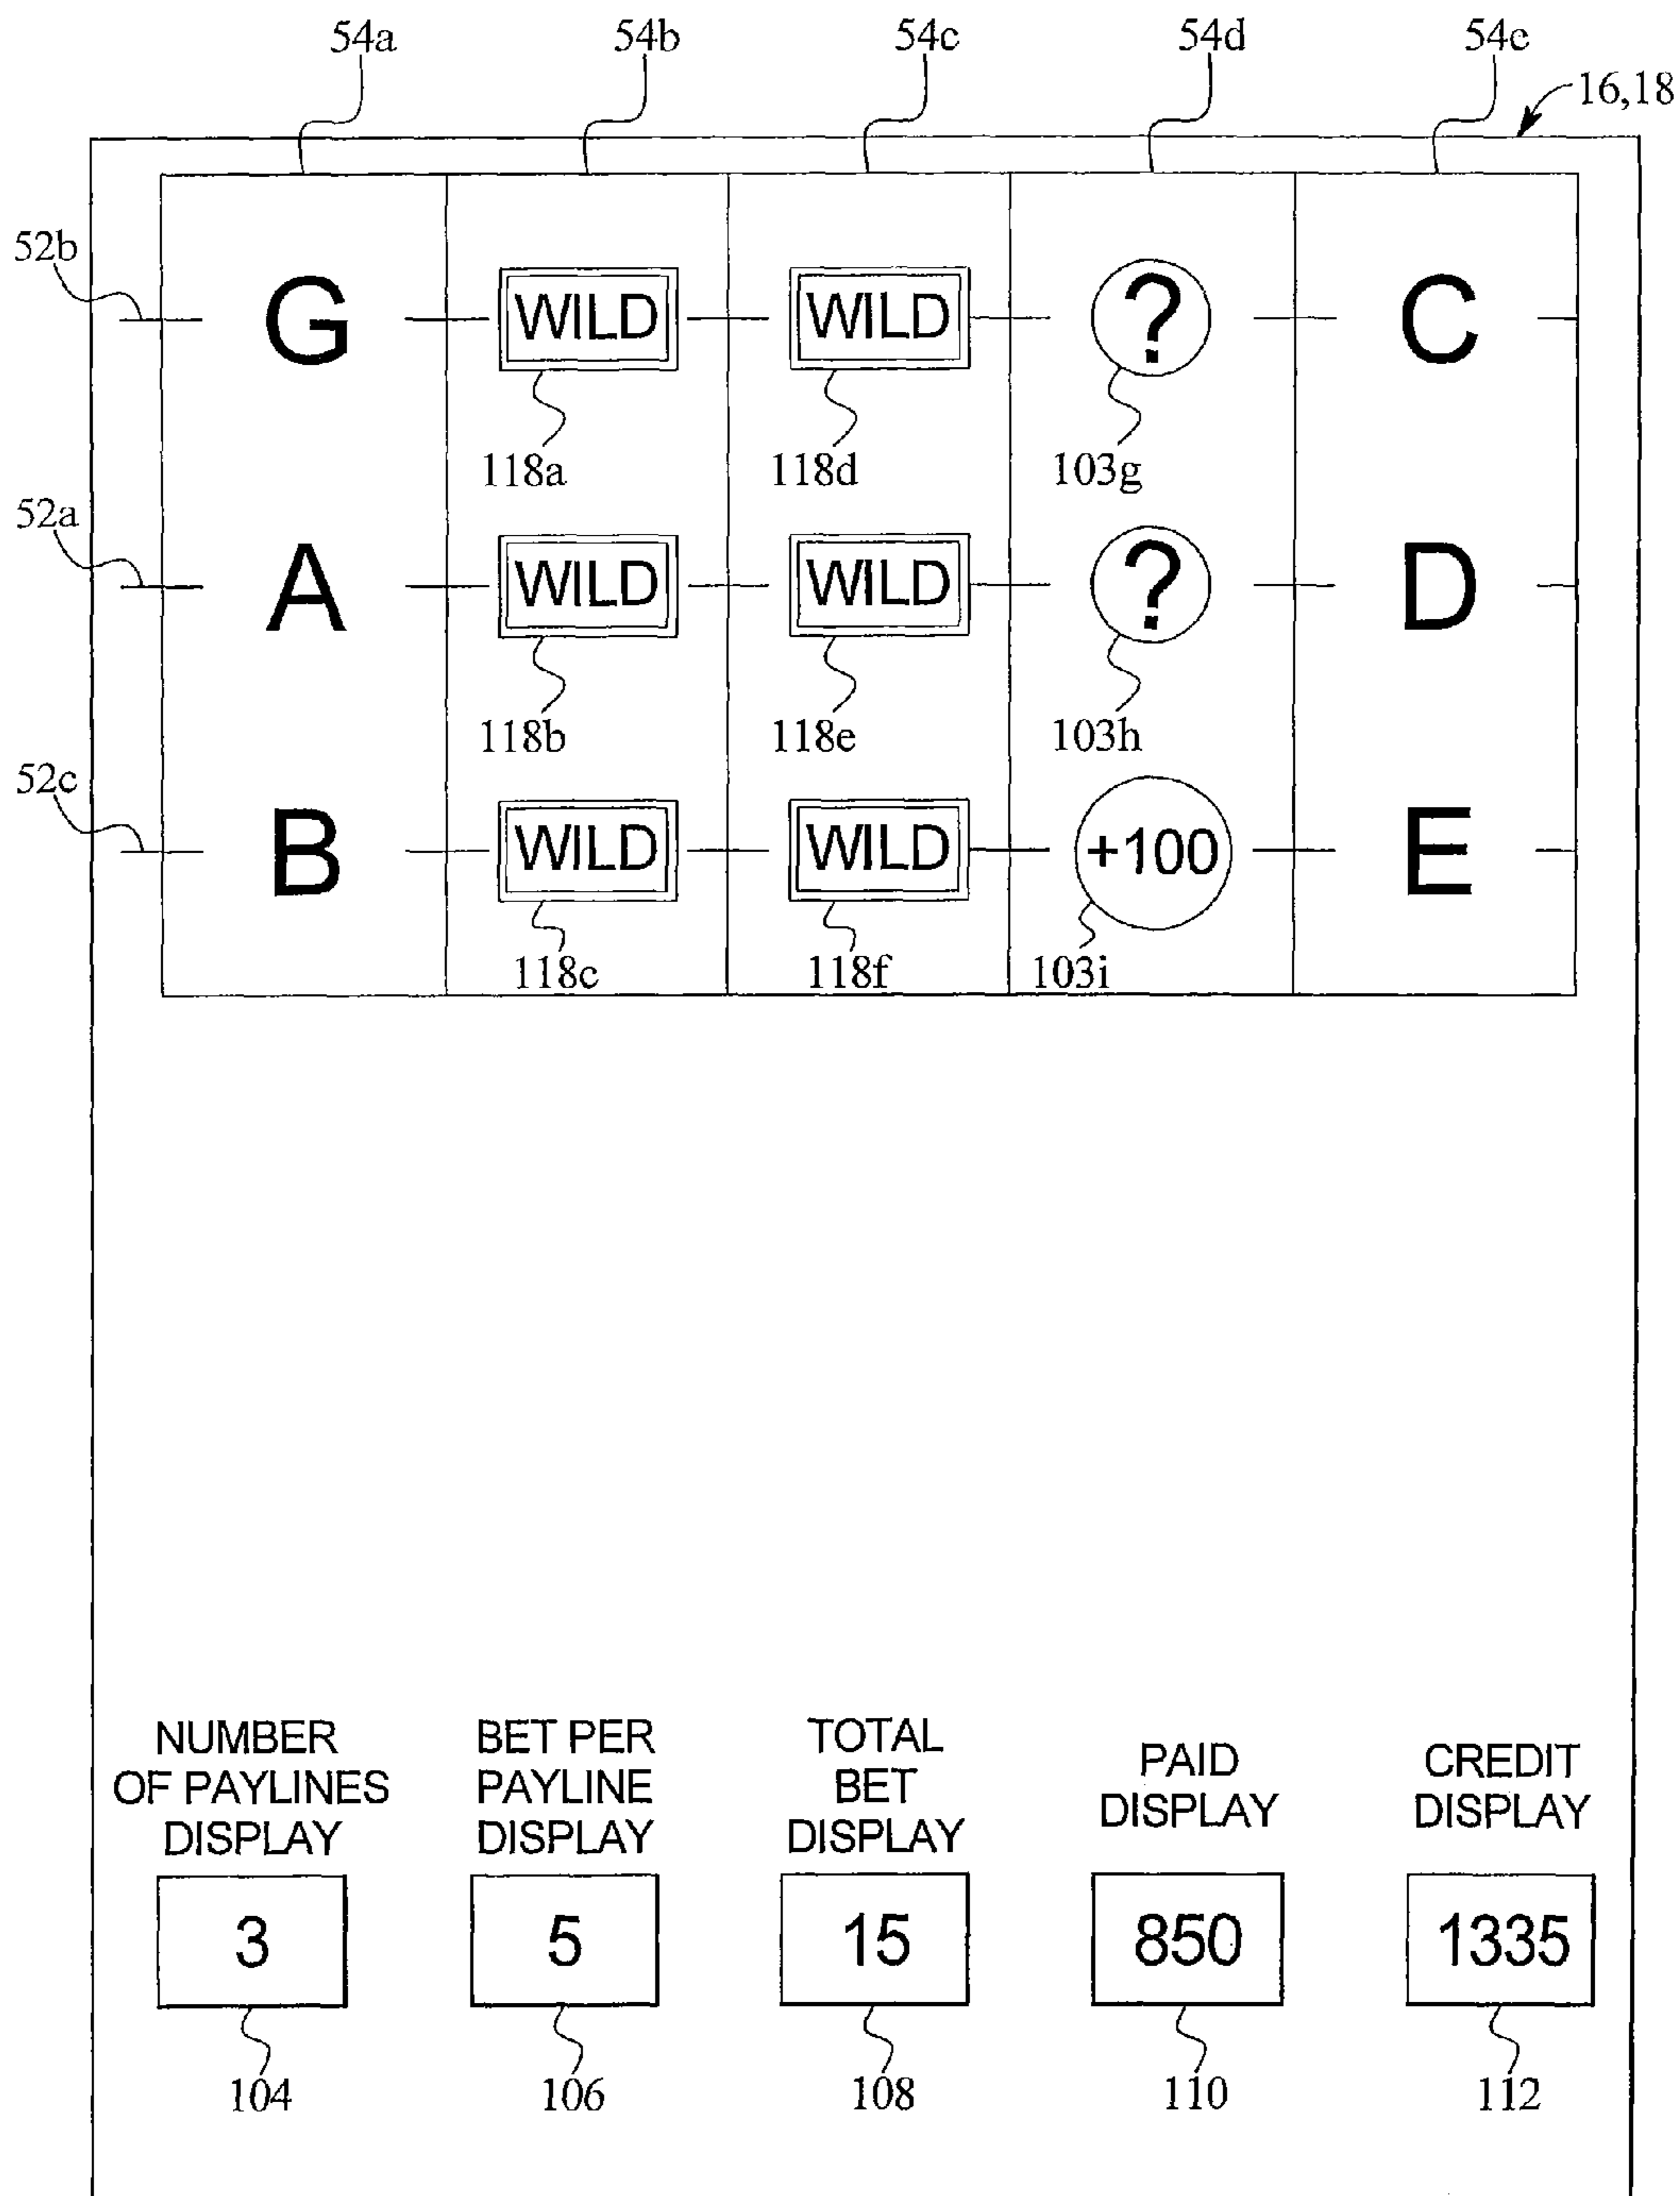 54a 54b 54c 54d 54e
16,18
52b G WILD WILD ? C
118a 118d 103g
52a A WILD WILD ? D
118b 118e 103h
52c B WILD WILD +100 E
118c 118f 103i
NUMBER OF PAYLINES DISPLAY
BET PER PAYLINE DISPLAY
TOTAL BET DISPLAY
PAID DISPLAY
CREDIT DISPLAY
3 5 15 850 1335
104 106 108 110 112